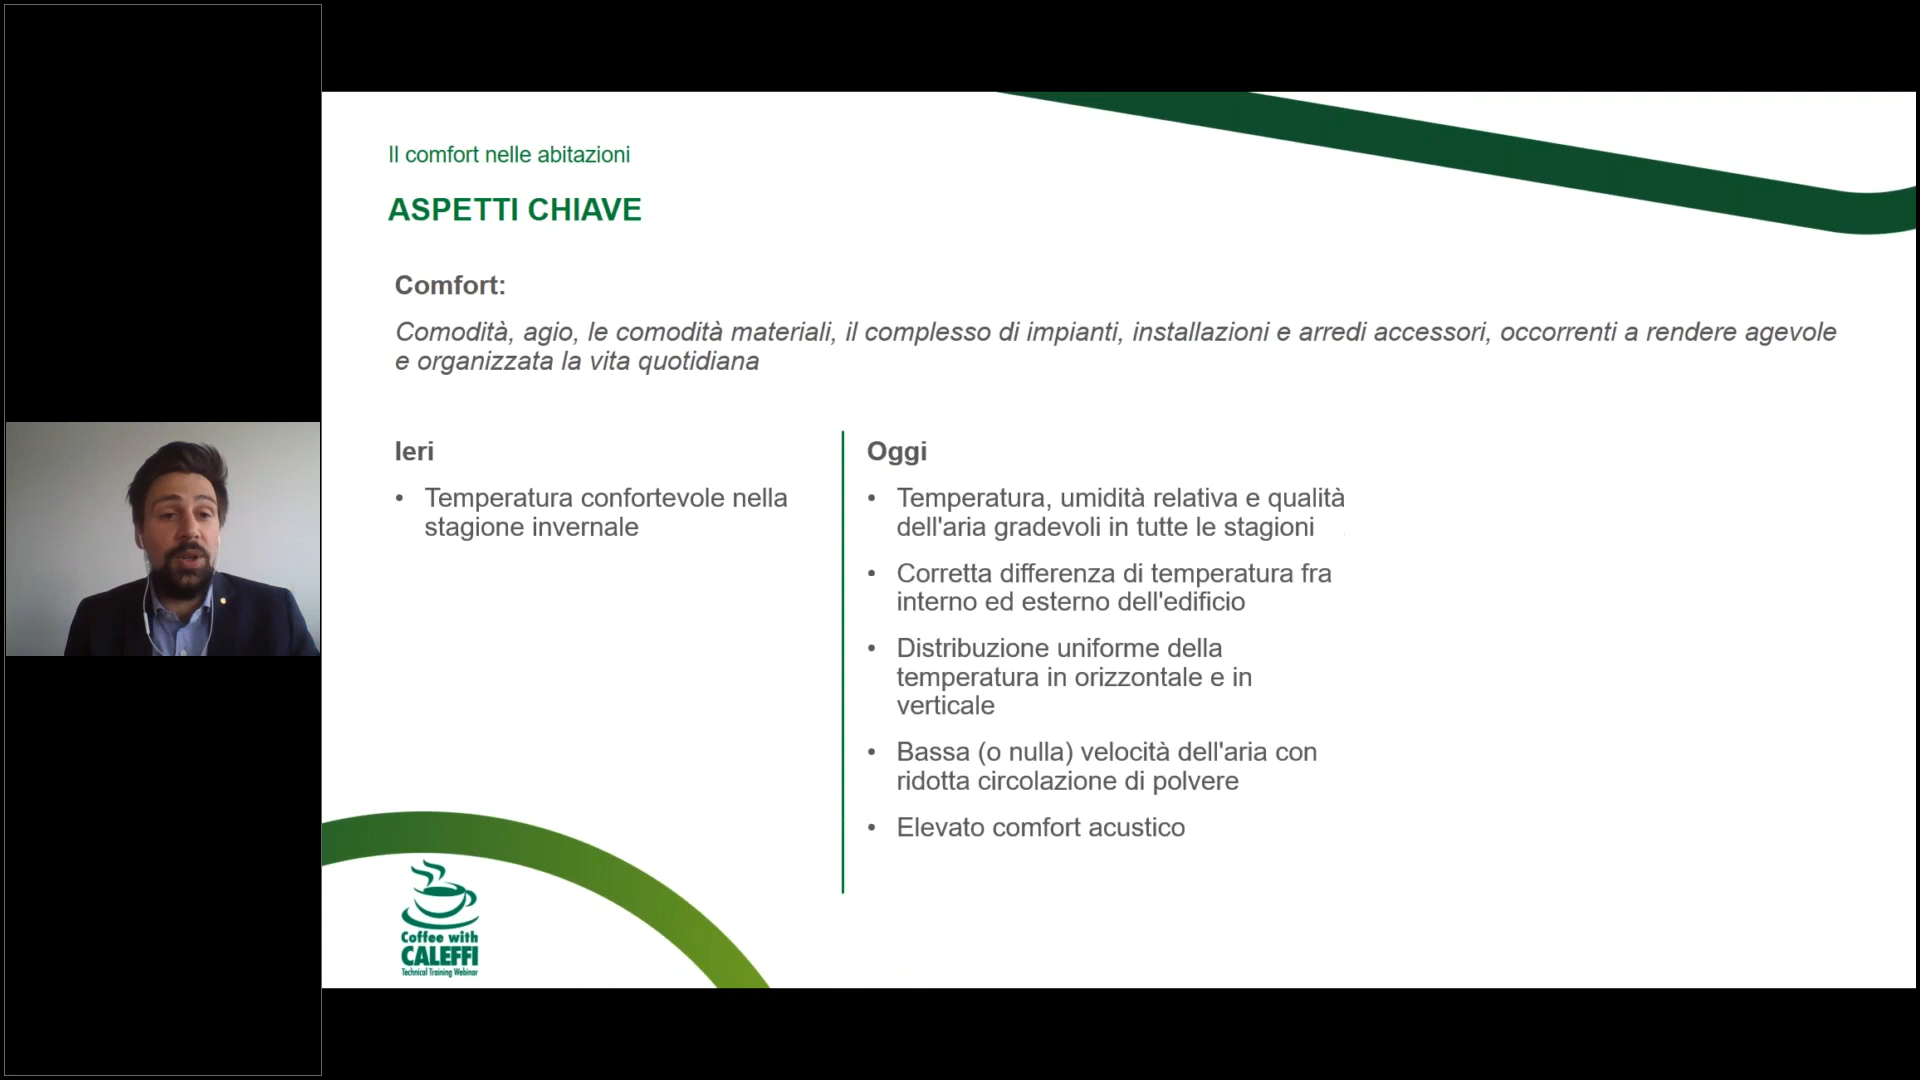 Il comfort nelle abitazioni
ASPETTI CHIAVE
Comfort:
Comodità, agio, le comodità materiali, il complesso di impianti, installazioni e arredi accessori, occorrenti a rendere agevole
e organizzata la vita quotidiana
Ieri
• Temperatura confortevole nella
stagione invernale
Oggi
• Temperatura, umidità relativa e qualità
dell'aria gradevoli in tutte le stagioni
• Corretta differenza di temperatura fra
interno ed esterno dell'edificio
• Distribuzione uniforme della
temperatura in orizzontale e in
verticale
• Bassa (o nulla) velocità dell'aria con
ridotta circolazione di polvere
• Elevato comfort acustico
Coffee with
CALEFFI
Technical Training Webinar